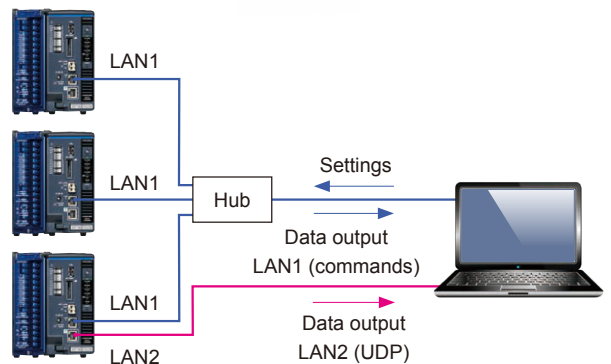 LAN1
LAN1
LAN1
LAN2
Hub
Settings
Data output
LAN1 (commands)
Data output
LAN2 (UDP)